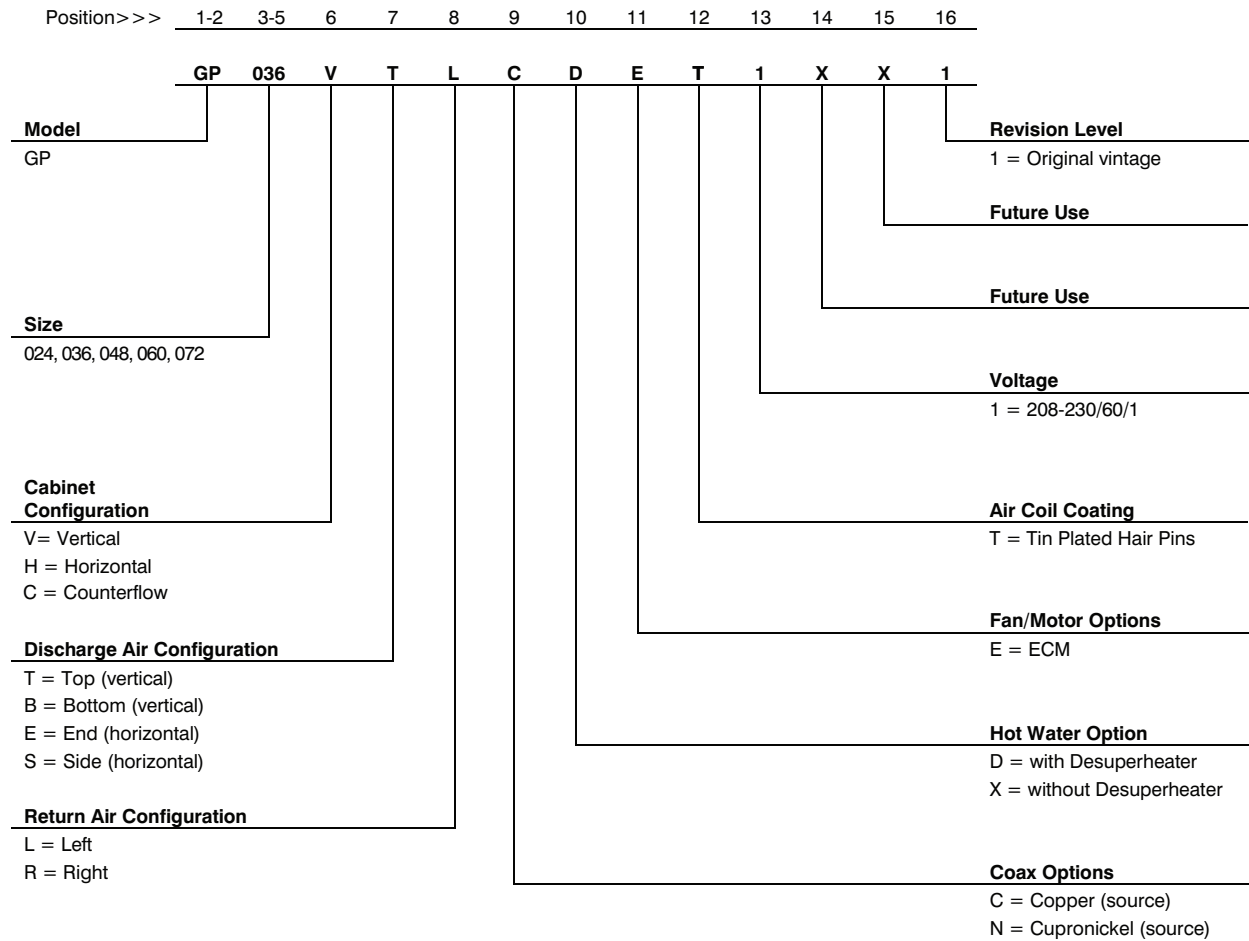 Position>>> 1-2 3-5 6 7 8 9 10 11 12 13 14 15 16
GP 036 V T L C D E T 1 X X 1
Model
GP
Size
024, 036, 048, 060, 072
Cabinet
Configuration
V= Vertical
H = Horizontal
C = Counterflow
Discharge Air Configuration
T = Top (vertical)
B = Bottom (vertical)
E = End (horizontal)
S = Side (horizontal)
Return Air Configuration
L = Left
R = Right
Revision Level
1 = Original vintage
Future Use
Future Use
Voltage
1 = 208-230/60/1
Air Coil Coating
T = Tin Plated Hair Pins
Fan/Motor Options
E = ECM
Hot Water Option
D = with Desuperheater
X = without Desuperheater
Coax Options
C = Copper (source)
N = Cupronickel (source)